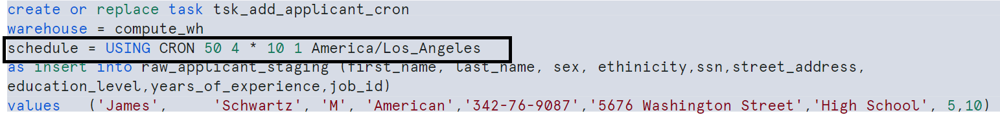 create or replace task tsk_add_applicant_cron
warehouse = compute_wh
schedule = USING CRON 50 4 * 10 1 America/Los_Angeles
as insert into raw_applicant_staging (first_name, last_name, sex, ethinicity,ssn,street_address,
education_level,years_of_experience,job_id)
values ('James', 'Schwartz', 'M', 'American','342-76-9087','5676 Washington Street','High School', 5,10)